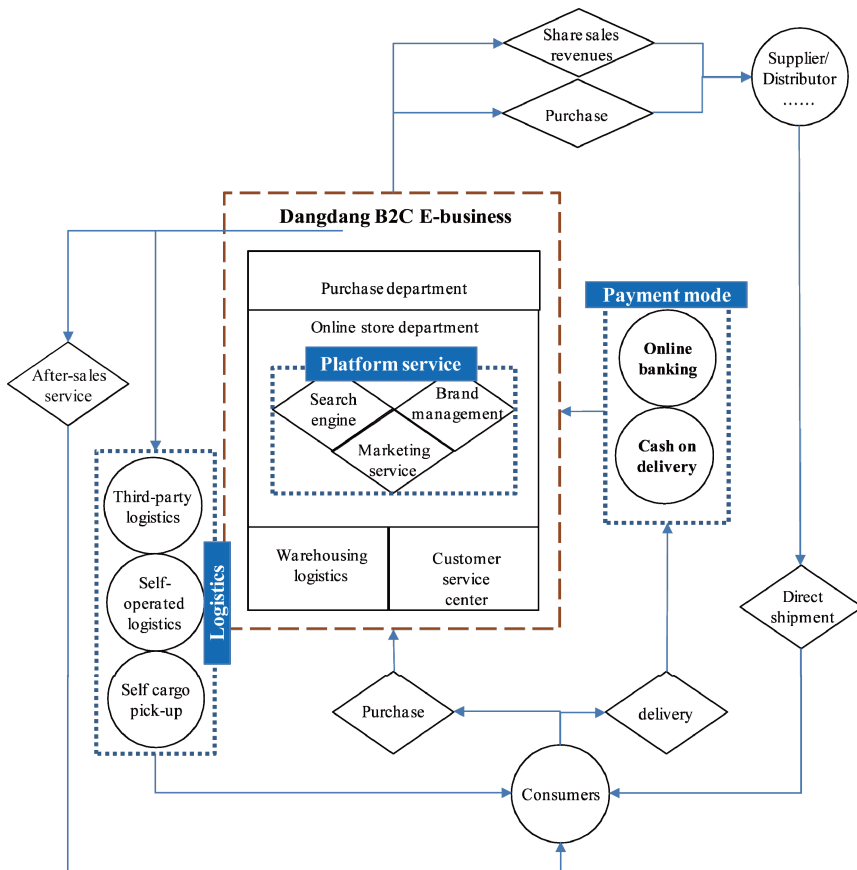 Share sales
revenues
Supplier/
Distributor
……
Purchase
Dangdang B2C E-business
Purchase department
Payment mode
Online store department
Online
banking
Platform service
After-sales
service
Search
engine
Brand
management
Marketing
service
Cash on
delivery
Third-party
logistics
Warehousing
logistics
Customer
service
center
Self-
operated
logistics
Logistics
Direct
shipment
Self cargo
pick-up
Purchase
delivery
Consumers